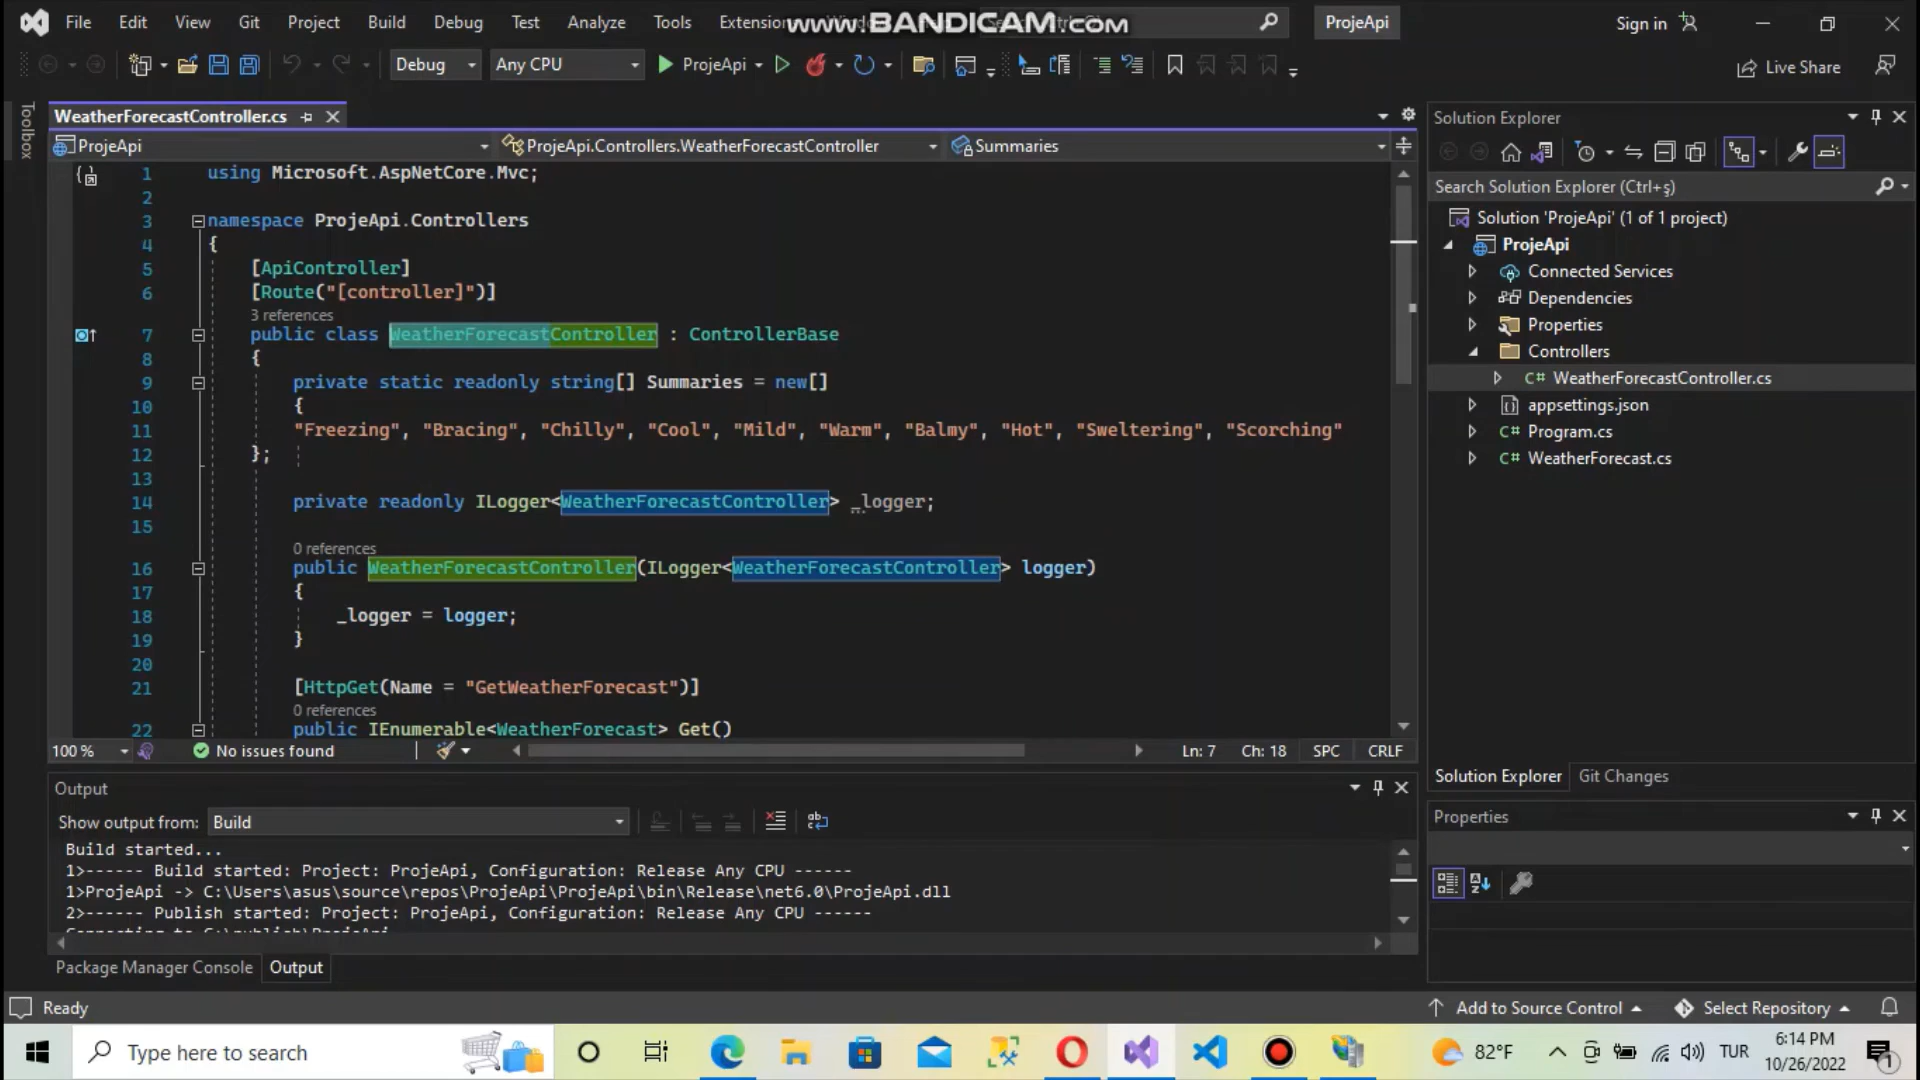 File Edit View Git Project Build Debug Test Analyze Tools Extension www.BANDICAM.com ProjeApi Sign in
Debug Any CPU ProjeApi Live Share
Toolbox
WeatherForecastController.cs
ProjeApi ProjeApi.Controllers.WeatherForecastController Summaries
1 using Microsoft.AspNetCore.Mvc;
2
3 namespace ProjeApi.Controllers
4 {
5 [ApiController]
6 [Route("[controller]")]
3 references
7 public class WeatherForecastController : ControllerBase
8 {
9 private static readonly string[] Summaries = new[]
10 {
11 "Freezing", "Bracing", "Chilly", "Cool", "Mild", "Warm", "Balmy", "Hot", "Sweltering", "Scorching"
12 };
13
14 private readonly ILogger<WeatherForecastController> _logger;
15
0 references
16 public WeatherForecastController(ILogger<WeatherForecastController> logger)
17 {
18 _logger = logger;
19 }
20
21 [HttpGet(Name = "GetWeatherForecast")]
0 references
22 public IEnumerable<WeatherForecast> Get()
100 % No issues found Ln: 7 Ch: 18 SPC CRLF
Output
Show output from: Build
Build started...
1>------ Build started: Project: ProjeApi, Configuration: Release Any CPU ------
1>ProjeApi -> C:\Users\asus\source\repos\ProjeApi\ProjeApi\bin\Release\net6.0\ProjeApi.dll
2>------ Publish started: Project: ProjeApi, Configuration: Release Any CPU ------
Connecting to C:\publish\ProjeApi
Package Manager Console Output
Solution Explorer
Search Solution Explorer (Ctrl+ş)
Solution 'ProjeApi' (1 of 1 project)
ProjeApi
Connected Services
Dependencies
Properties
Controllers
C# WeatherForecastController.cs
appsettings.json
C# Program.cs
C# WeatherForecast.cs
Solution Explorer Git Changes
Properties
Ready Add to Source Control Select Repository
Type here to search 82°F TUR 6:14 PM
10/26/2022 1